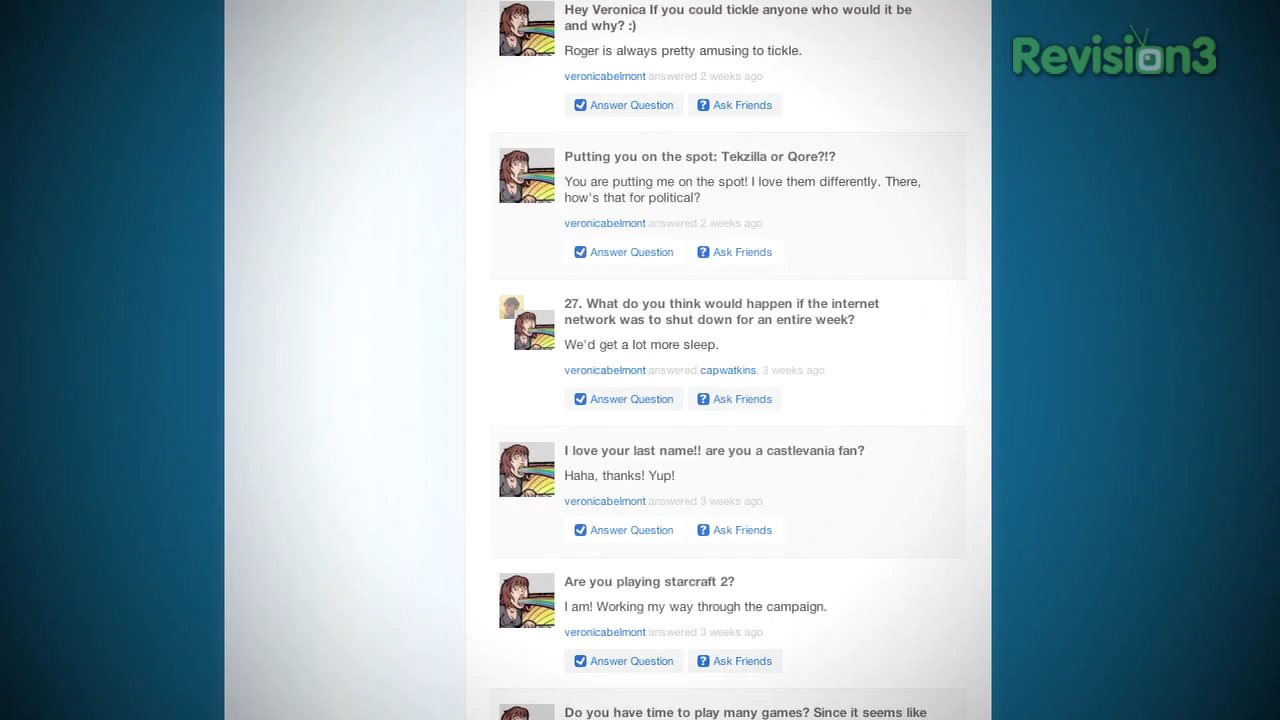 Hey Veronica If you could tickle anyone who would it be
and why? :)
Roger is always pretty amusing to tickle.
veronicabelmont answered 2 weeks ago
Answer Question Ask Friends
Revision3
Putting you on the spot: Tekzilla or Qore?!?
You are putting me on the spot! I love them differently. There,
how's that for political?
veronicabelmont answered 2 weeks ago
Answer Question Ask Friends
27. What do you think would happen if the internet
network was to shut down for an entire week?
We'd get a lot more sleep.
veronicabelmont answered capwatkins, 3 weeks ago
Answer Question Ask Friends
I love your last name!! are you a castlevania fan?
Haha, thanks! Yup!
veronicabelmont answered 3 weeks ago
Answer Question Ask Friends
Are you playing starcraft 2?
I am! Working my way through the campaign.
veronicabelmont answered 3 weeks ago
Answer Question Ask Friends
Do you have time to play many games? Since it seems like